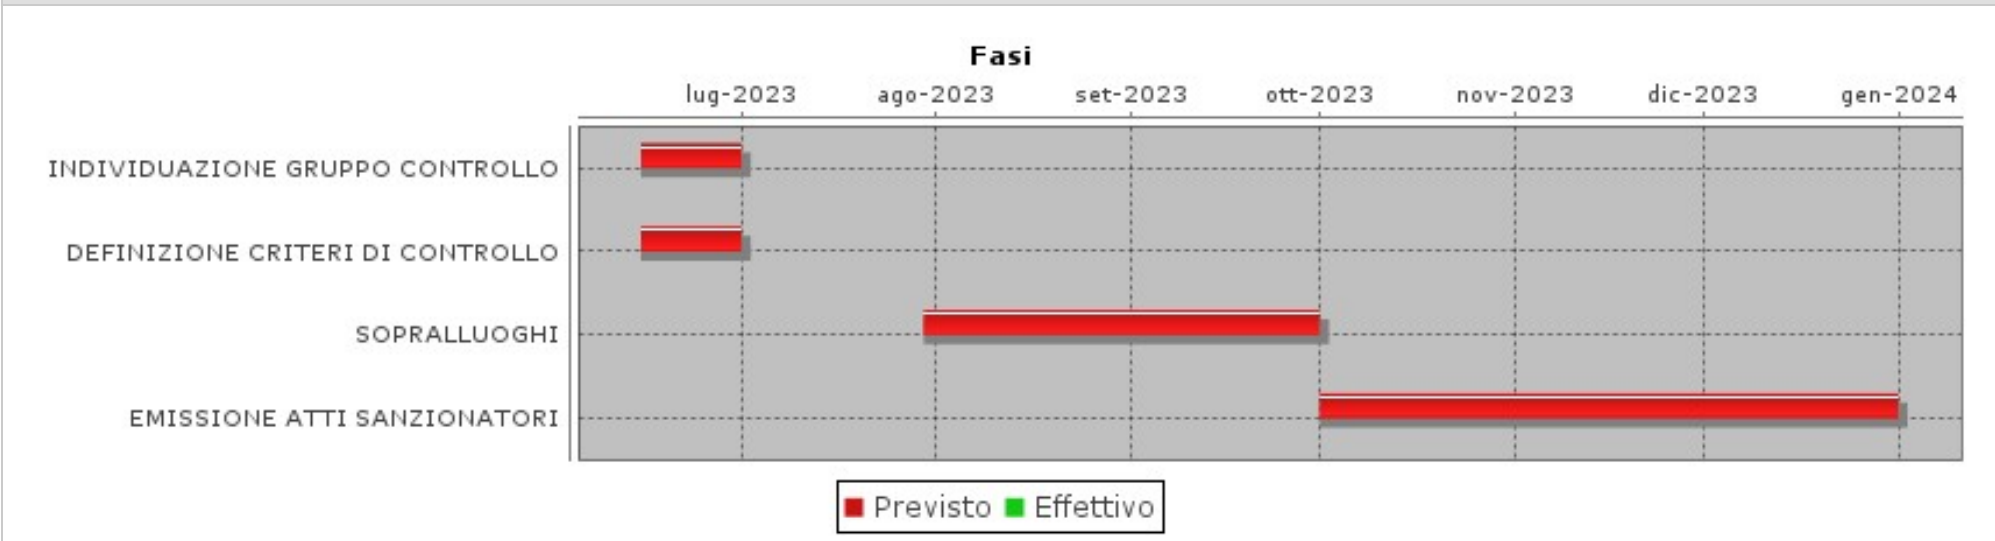 Fasi
lug-2023 ago-2023 set-2023 ott-2023 nov-2023 dic-2023 gen-2024
INDIVIDUAZIONE GRUPPO CONTROLLO
DEFINIZIONE CRITERI DI CONTROLLO
SOPRALLUOGHI
EMISSIONE ATTI SANZIONATORI
Previsto Effettivo